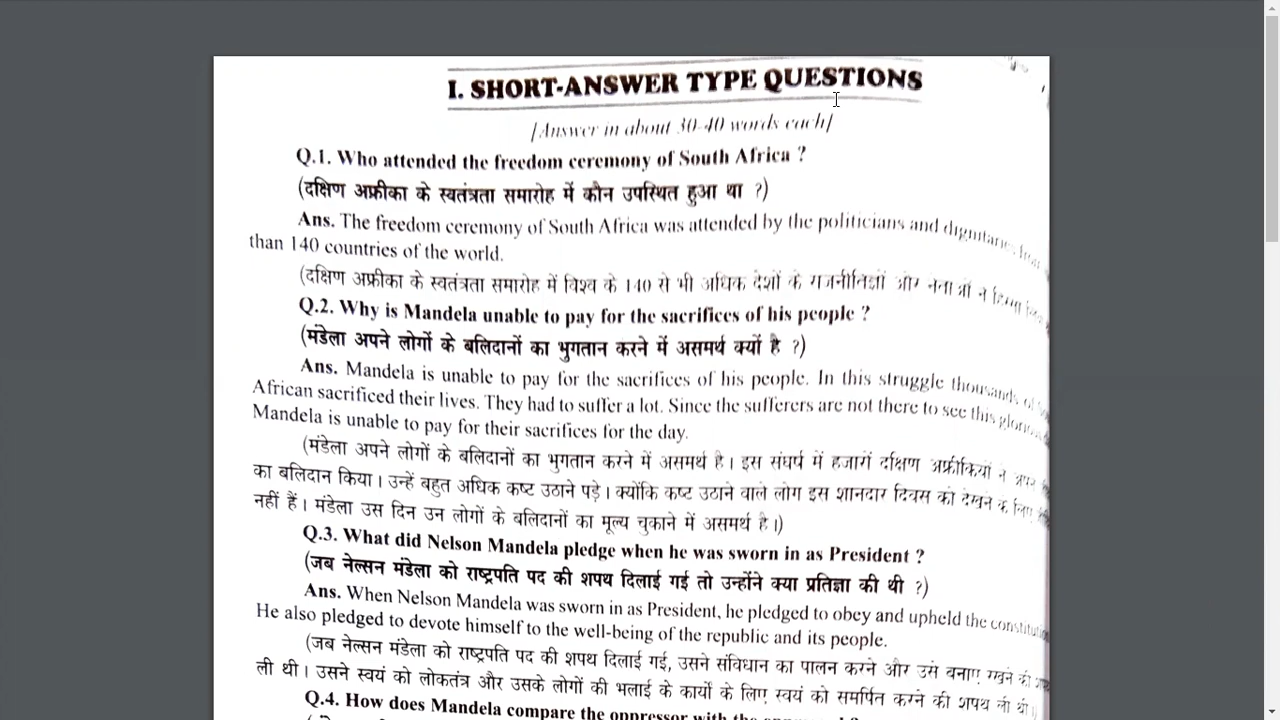 I. SHORT-ANSWER TYPE QUESTIONS
[Answer in about 30-40 words each]
Q.1. Who attended the freedom ceremony of South Africa ?
(दक्षिण अफ्रीका के स्वतंत्रता समारोह में कौन उपस्थित हुआ था ?)
Ans. The freedom ceremony of South Africa was attended by the politicians and dignitaries
than 140 countries of the world.
(दक्षिण अफ्रीका के स्वतंत्रता समारोह में विश्व के 140 से भी अधिक देशों के राजनीतिज्ञों और नेताओं ने हिस्सा
Q.2. Why is Mandela unable to pay for the sacrifices of his people ?
(मंडेला अपने लोगों के बलिदानों का भुगतान करने में असमर्थ क्यों है ?)
Ans. Mandela is unable to pay for the sacrifices of his people. In this struggle thousands of
African sacrificed their lives. They had to suffer a lot. Since the sufferers are not there to see this
Mandela is unable to pay for their sacrifices for the day.
(मंडेला अपने लोगों के बलिदानों का भुगतान करने में असमर्थ है। इस संघर्ष में हजारों दक्षिण अफ्रीकियों ने अपने
का बलिदान किया। उन्हें बहुत अधिक कष्ट उठाने पड़े। क्योंकि कष्ट उठाने वाले लोग इस शानदार दिवस को देखने के लिए
नहीं हैं। मंडेला उस दिन उन लोगों के बलिदानों का मूल्य चुकाने में असमर्थ है।)
Q.3. What did Nelson Mandela pledge when he was sworn in as President ?
(जब नेल्सन मंडेला को राष्ट्रपति पद की शपथ दिलाई गई तो उन्होंने क्या प्रतिज्ञा की थी ?)
Ans. When Nelson Mandela was sworn in as President, he pledged to obey and upheld the
He also pledged to devote himself to the well-being of the republic and its people.
(जब नेल्सन मंडेला को राष्ट्रपति पद की शपथ दिलाई गई, उसने संविधान का पालन करने और उसे बनाए रखने की
ली थी। उसने स्वयं को लोकतंत्र और उसके लोगों की भलाई के कार्यों के लिए स्वयं को समर्पित करने की शपथ ली थी।
Q.4. How does Mandela compare the oppressor with the